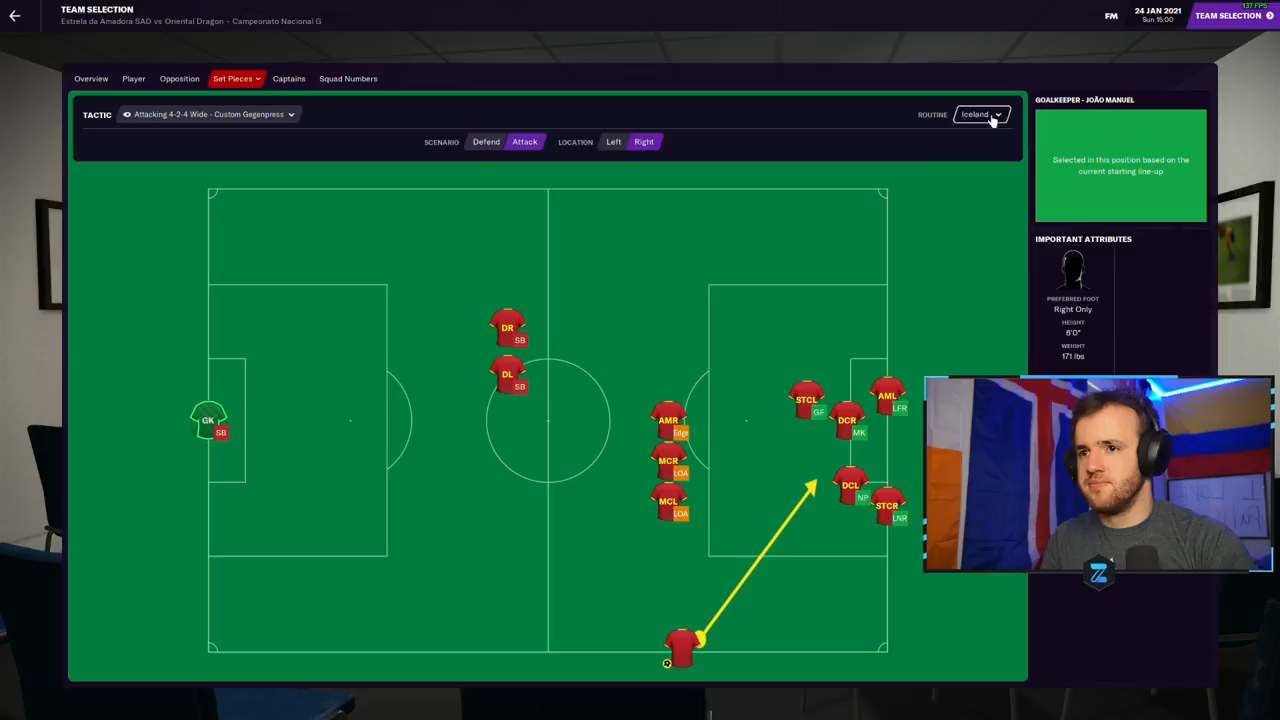 TEAM SELECTION
Estrela da Amadora SAD vs Oriental Dragon - Campeonato Nacional G
FM
24 JAN 2021
Sun 15:00
137 FPS
TEAM SELECTION
Overview
Player
Opposition
Set Pieces
Captains
Squad Numbers
TACTIC
Attacking 4-2-4 Wide - Custom Gegenpress
ROUTINE
Iceland
SCENARIO
Defend
Attack
LOCATION
Left
Right
GOALKEEPER - JOÃO MANUEL
Selected in this position based on the
current starting line-up
IMPORTANT ATTRIBUTES
PREFERRED FOOT
Right Only
HEIGHT
6'0"
WEIGHT
171 lbs
DR
SB
DL
SB
GK
SB
AMR
Edge
MCR
LOA
MCL
LOA
STCL
GF
DCR
MK
AML
LFR
DCL
NP
STCR
LNR